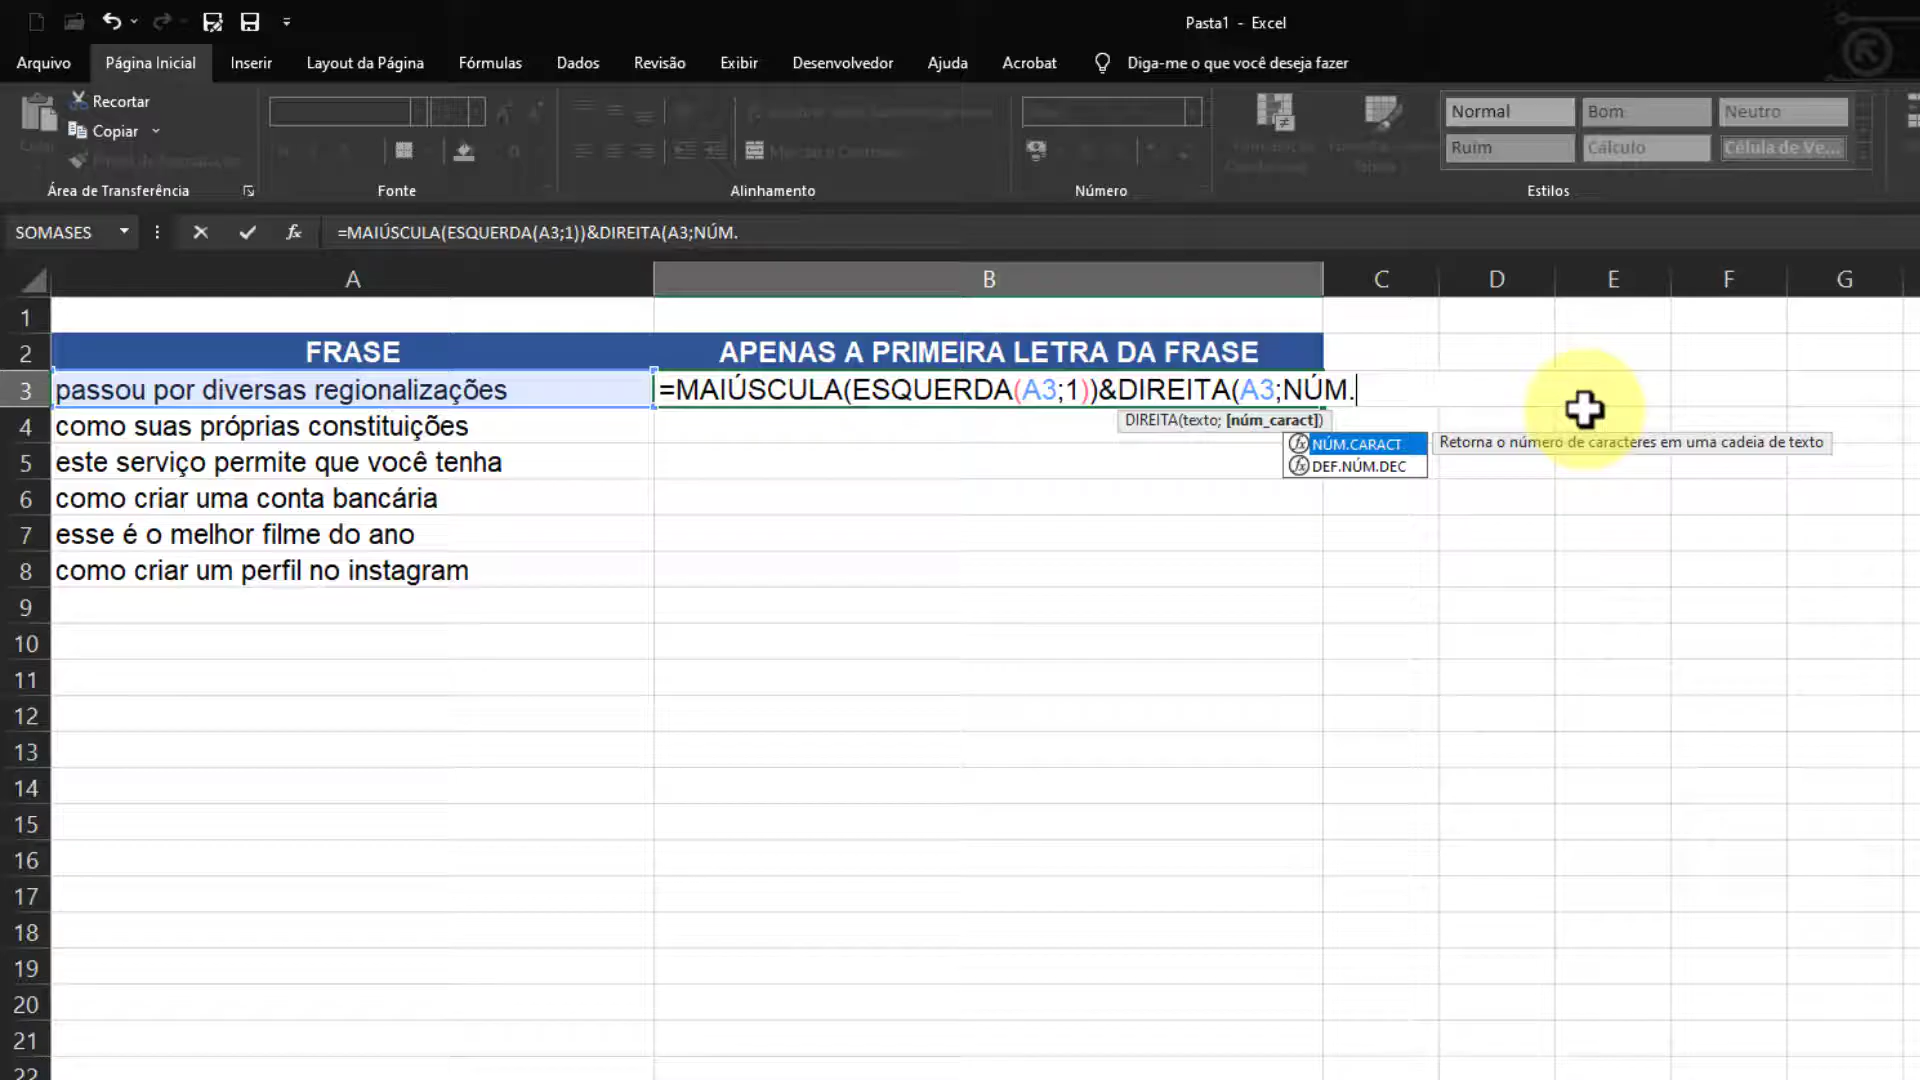 Pasta1 - Excel
Arquivo Página Inicial Inserir Layout da Página Fórmulas Dados Revisão Exibir Desenvolvedor Ajuda Acrobat Diga-me o que você deseja fazer
Recortar
Copiar
Normal Bom Neutro
Ruim Cálculo Célula de Ve...
Área de Transferência Fonte Alinhamento Número Estilos
SOMASES fx =MAIÚSCULA(ESQUERDA(A3;1))&DIREITA(A3;NÚM.
A B C D E F G
1
2 FRASE APENAS A PRIMEIRA LETRA DA FRASE
3 passou por diversas regionalizações =MAIÚSCULA(ESQUERDA(A3;1))&DIREITA(A3;NÚM.
DIREITA(texto; [núm_caract])
4 como suas próprias constituições
fx NÚM.CARACT Retorna o número de caracteres em uma cadeia de texto
5 este serviço permite que você tenha fx DEF.NÚM.DEC
6 como criar uma conta bancária
7 esse é o melhor filme do ano
8 como criar um perfil no instagram
9
10
11
12
13
14
15
16
17
18
19
20
21
22